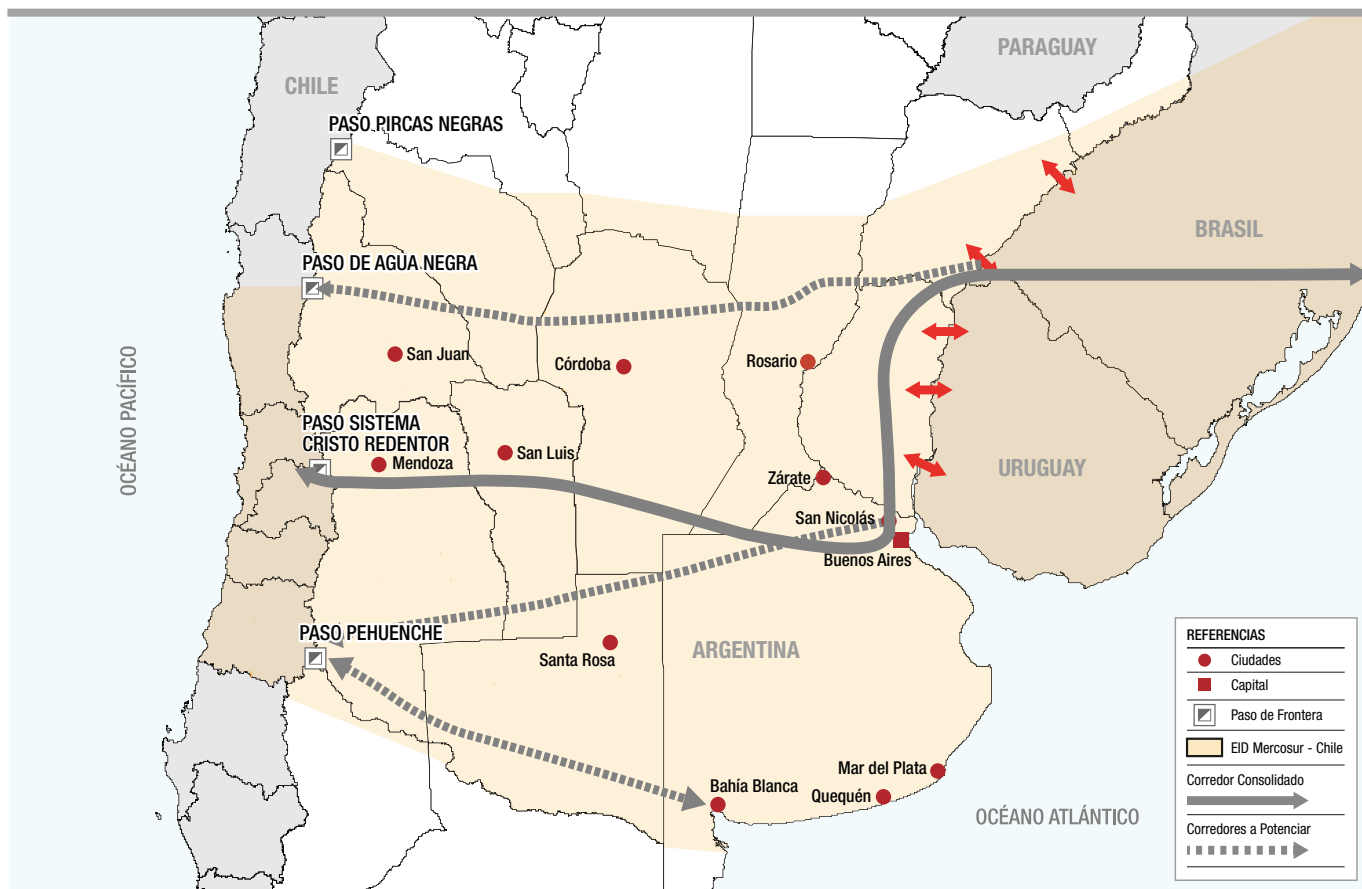 PARAGUAY
CHILE
PASO PIRCAS NEGRAS
BRASIL
PASO DE AGUA NEGRA
OCÉANO PACÍFICO
San Juan
Córdoba
Rosario
PASO SISTEMA
CRISTO REDENTOR
Mendoza
San Luis
Zárate
URUGUAY
San Nicolás
Buenos Aires
PASO PEHUENCHE
Santa Rosa
ARGENTINA
Bahía Blanca
Mar del Plata
Quequén
OCÉANO ATLÁNTICO
REFERENCIAS
Ciudades
Capital
Paso de Frontera
EID Mercosur - Chile
Corredor Consolidado
Corredores a Potenciar